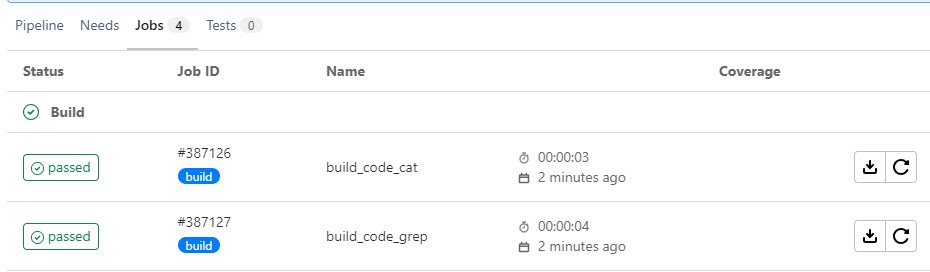 Pipeline Needs Jobs 4 Tests 0
Status Job ID Name Coverage
Build
passed #387126 build build_code_cat 00:00:03 2 minutes ago
passed #387127 build build_code_grep 00:00:04 2 minutes ago